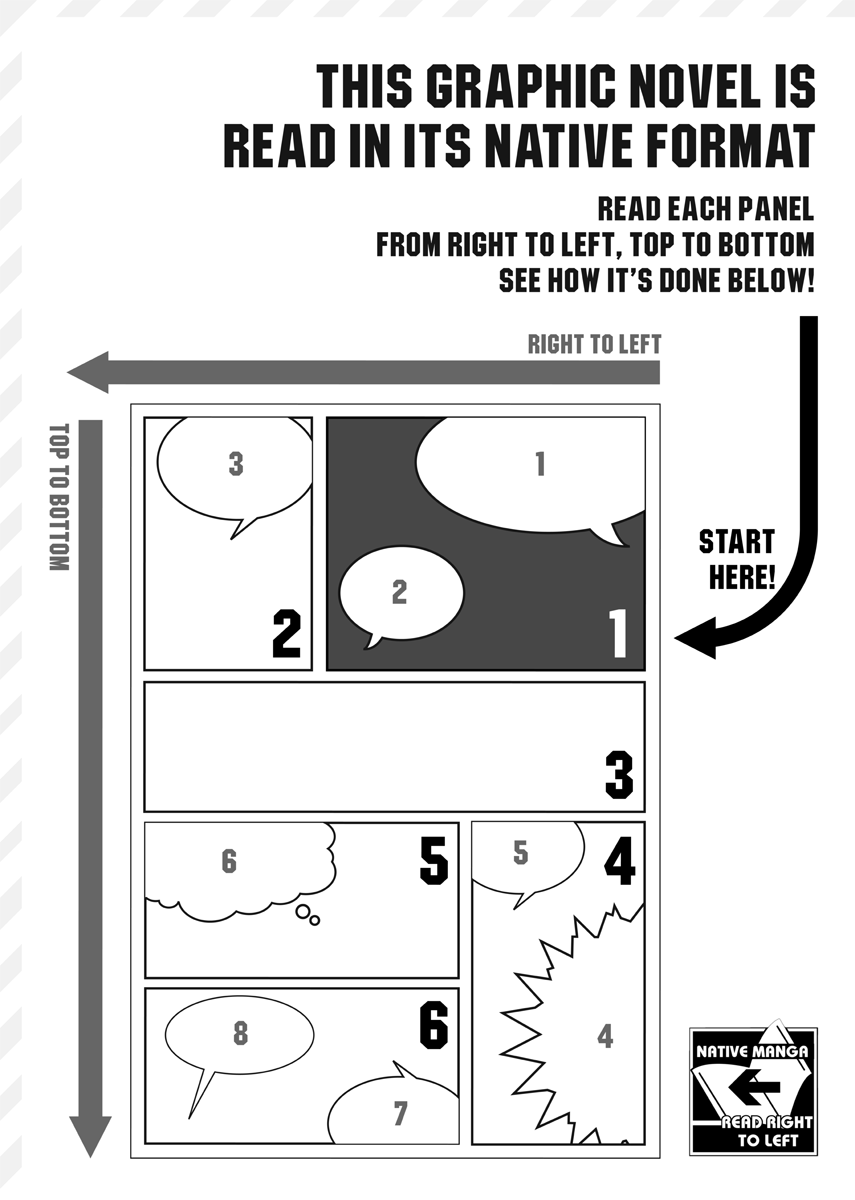 THIS GRAPHIC NOVEL IS
READ IN ITS NATIVE FORMAT
READ EACH PANEL
FROM RIGHT TO LEFT, TOP TO BOTTOM
SEE HOW IT'S DONE BELOW!
RIGHT TO LEFT
TOP TO BOTTOM
START
HERE!
1
2
1
3
2
3
4
5
4
5
6
6
7
8
NATIVE MANGA
READ RIGHT
TO LEFT